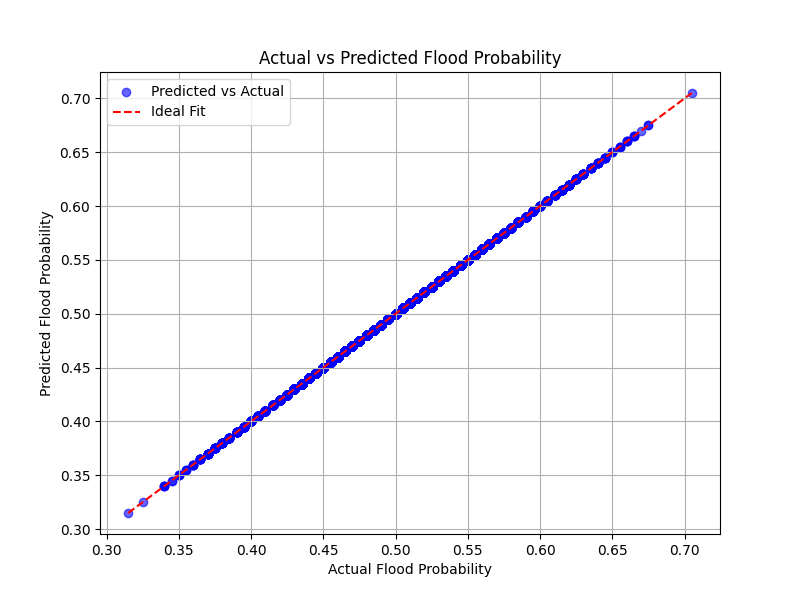 Actual vs Predicted Flood Probability
Predicted vs Actual
Ideal Fit
Predicted Flood Probability
0.70
0.65
0.60
0.55
0.50
0.45
0.40
0.35
0.30
0.30 0.35 0.40 0.45 0.50 0.55 0.60 0.65 0.70
Actual Flood Probability